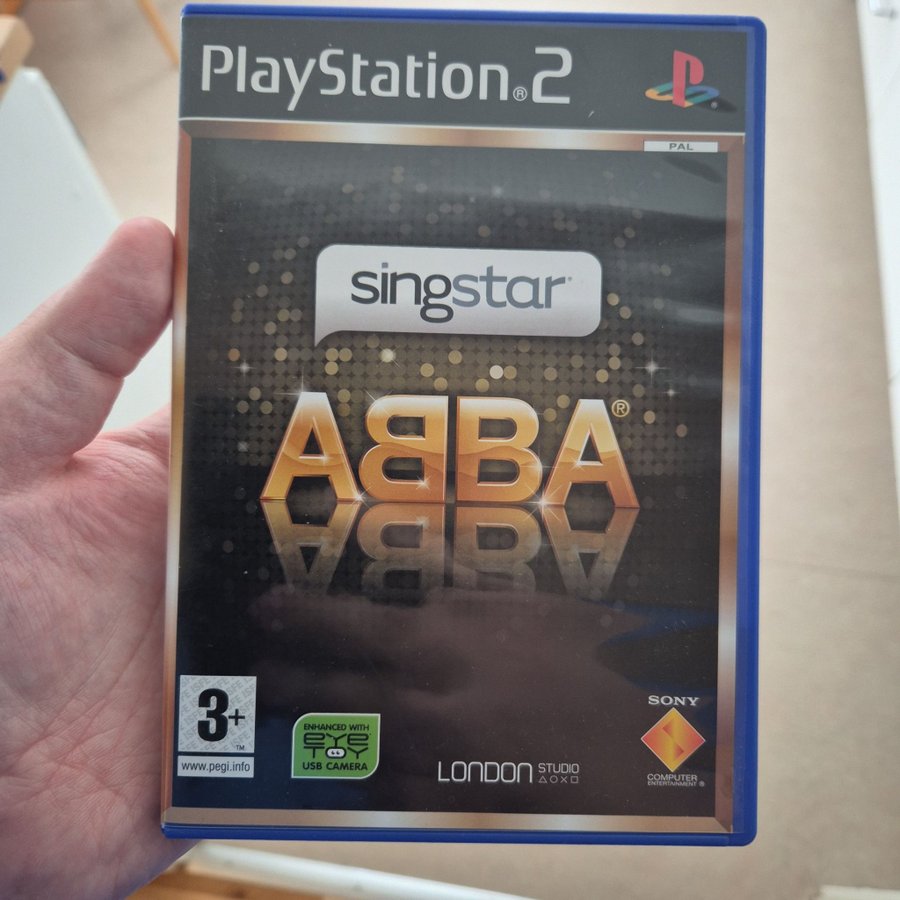 PlayStation®2
PAL
singstar
ABBA®
3+
™
www.pegi.info
ENHANCED WITH
EYE
TOY
USB CAMERA
LONDON STUDIO
SONY
COMPUTER
ENTERTAINMENT®